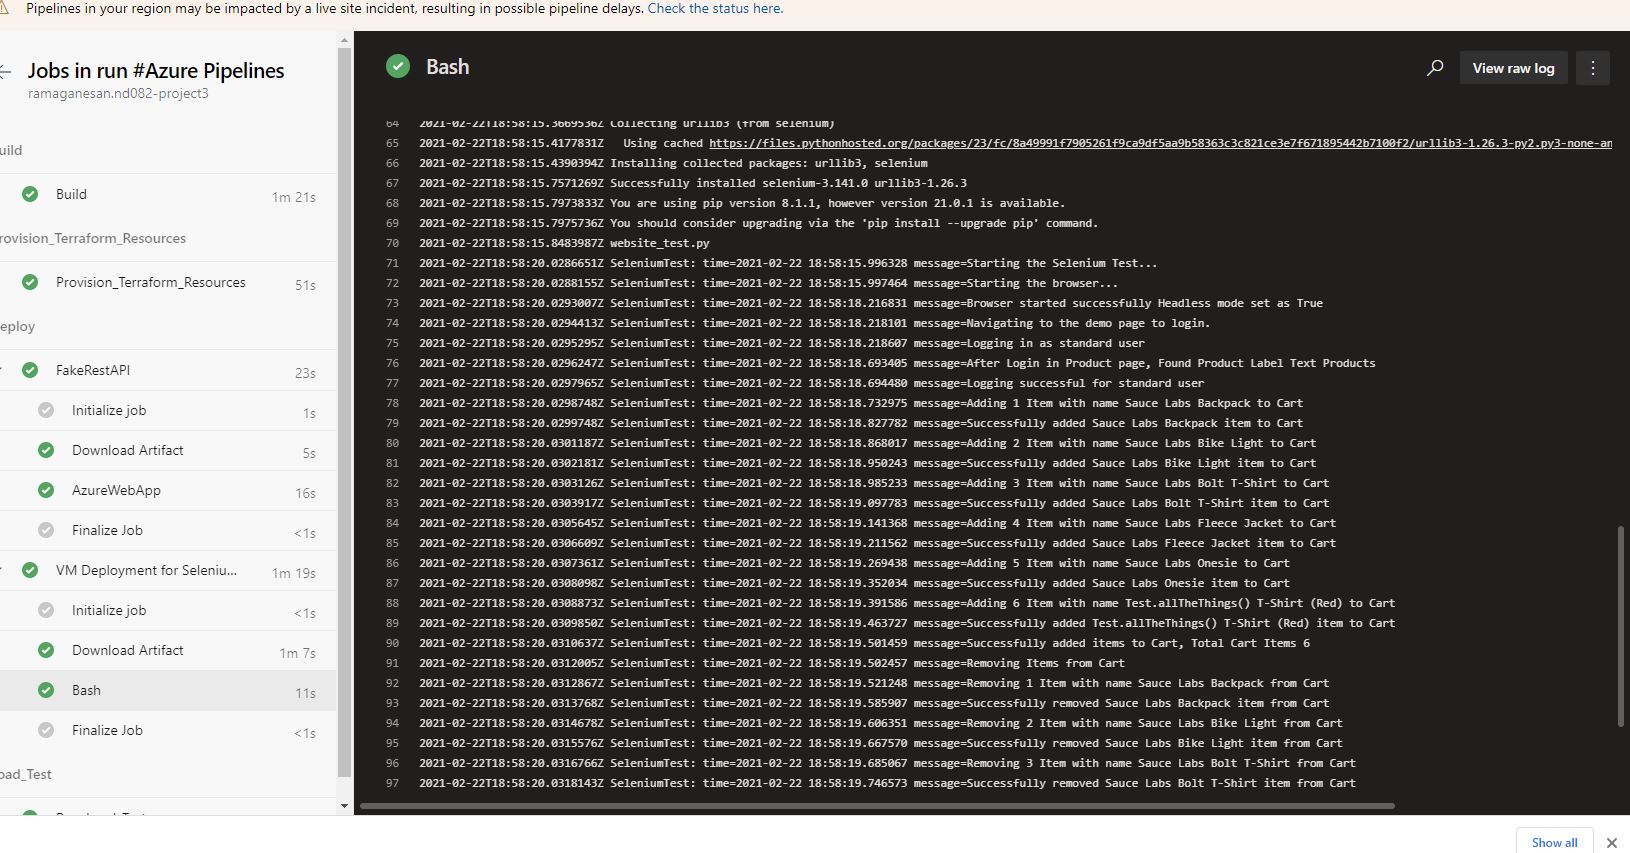 Pipelines in your region may be impacted by a live site incident, resulting in possible pipeline delays. Check the status here.
Jobs in run #Azure Pipelines
ramaganesan.nd082-project3
uild
Build 1m 21s
rovision_Terraform_Resources
Provision_Terraform_Resources 51s
eploy
FakeRestAPI 23s
Initialize job 1s
Download Artifact 5s
AzureWebApp 16s
Finalize Job <1s
VM Deployment for Seleniu... 1m 19s
Initialize job <1s
Download Artifact 1m 7s
Bash 11s
Finalize Job <1s
oad_Test
Bash
View raw log
64 2021-02-22T18:58:15.3669536Z Collecting urllib3 (from selenium)
65 2021-02-22T18:58:15.4177831Z Using cached https://files.pythonhosted.org/packages/23/fc/8a49991f7905261f9ca9df5aa9b58363c3c821ce3e7f671895442b7100f2/urllib3-1.26.3-py2.py3-none-an
66 2021-02-22T18:58:15.4390394Z Installing collected packages: urllib3, selenium
67 2021-02-22T18:58:15.7571269Z Successfully installed selenium-3.141.0 urllib3-1.26.3
68 2021-02-22T18:58:15.7973833Z You are using pip version 8.1.1, however version 21.0.1 is available.
69 2021-02-22T18:58:15.7975736Z You should consider upgrading via the 'pip install --upgrade pip' command.
70 2021-02-22T18:58:15.8483987Z website_test.py
71 2021-02-22T18:58:20.0286651Z SeleniumTest: time=2021-02-22 18:58:15.996328 message=Starting the Selenium Test...
72 2021-02-22T18:58:20.0288155Z SeleniumTest: time=2021-02-22 18:58:15.997464 message=Starting the browser...
73 2021-02-22T18:58:20.0293007Z SeleniumTest: time=2021-02-22 18:58:18.216831 message=Browser started successfully Headless mode set as True
74 2021-02-22T18:58:20.0294413Z SeleniumTest: time=2021-02-22 18:58:18.218101 message=Navigating to the demo page to login.
75 2021-02-22T18:58:20.0295295Z SeleniumTest: time=2021-02-22 18:58:18.218607 message=Logging in as standard user
76 2021-02-22T18:58:20.0296247Z SeleniumTest: time=2021-02-22 18:58:18.693405 message=After Login in Product page, Found Product Label Text Products
77 2021-02-22T18:58:20.0297965Z SeleniumTest: time=2021-02-22 18:58:18.694480 message=Logging successful for standard user
78 2021-02-22T18:58:20.0298748Z SeleniumTest: time=2021-02-22 18:58:18.732975 message=Adding 1 Item with name Sauce Labs Backpack to Cart
79 2021-02-22T18:58:20.0299748Z SeleniumTest: time=2021-02-22 18:58:18.827782 message=Successfully added Sauce Labs Backpack item to Cart
80 2021-02-22T18:58:20.0301187Z SeleniumTest: time=2021-02-22 18:58:18.868017 message=Adding 2 Item with name Sauce Labs Bike Light to Cart
81 2021-02-22T18:58:20.0302181Z SeleniumTest: time=2021-02-22 18:58:18.950243 message=Successfully added Sauce Labs Bike Light item to Cart
82 2021-02-22T18:58:20.0303126Z SeleniumTest: time=2021-02-22 18:58:18.985233 message=Adding 3 Item with name Sauce Labs Bolt T-Shirt to Cart
83 2021-02-22T18:58:20.0303917Z SeleniumTest: time=2021-02-22 18:58:19.097783 message=Successfully added Sauce Labs Bolt T-Shirt item to Cart
84 2021-02-22T18:58:20.0305645Z SeleniumTest: time=2021-02-22 18:58:19.141368 message=Adding 4 Item with name Sauce Labs Fleece Jacket to Cart
85 2021-02-22T18:58:20.0306609Z SeleniumTest: time=2021-02-22 18:58:19.211562 message=Successfully added Sauce Labs Fleece Jacket item to Cart
86 2021-02-22T18:58:20.0307361Z SeleniumTest: time=2021-02-22 18:58:19.269438 message=Adding 5 Item with name Sauce Labs Onesie to Cart
87 2021-02-22T18:58:20.0308098Z SeleniumTest: time=2021-02-22 18:58:19.352034 message=Successfully added Sauce Labs Onesie item to Cart
88 2021-02-22T18:58:20.0308873Z SeleniumTest: time=2021-02-22 18:58:19.391586 message=Adding 6 Item with name Test.allTheThings() T-Shirt (Red) to Cart
89 2021-02-22T18:58:20.0309850Z SeleniumTest: time=2021-02-22 18:58:19.463727 message=Successfully added Test.allTheThings() T-Shirt (Red) item to Cart
90 2021-02-22T18:58:20.0310637Z SeleniumTest: time=2021-02-22 18:58:19.501459 message=Successfully added items to Cart, Total Cart Items 6
91 2021-02-22T18:58:20.0312005Z SeleniumTest: time=2021-02-22 18:58:19.502457 message=Removing Items from Cart
92 2021-02-22T18:58:20.0312867Z SeleniumTest: time=2021-02-22 18:58:19.521248 message=Removing 1 Item with name Sauce Labs Backpack from Cart
93 2021-02-22T18:58:20.0313768Z SeleniumTest: time=2021-02-22 18:58:19.585907 message=Successfully removed Sauce Labs Backpack item from Cart
94 2021-02-22T18:58:20.0314678Z SeleniumTest: time=2021-02-22 18:58:19.606351 message=Removing 2 Item with name Sauce Labs Bike Light from Cart
95 2021-02-22T18:58:20.0315576Z SeleniumTest: time=2021-02-22 18:58:19.667570 message=Successfully removed Sauce Labs Bike Light item from Cart
96 2021-02-22T18:58:20.0316766Z SeleniumTest: time=2021-02-22 18:58:19.685067 message=Removing 3 Item with name Sauce Labs Bolt T-Shirt from Cart
97 2021-02-22T18:58:20.0318143Z SeleniumTest: time=2021-02-22 18:58:19.746573 message=Successfully removed Sauce Labs Bolt T-Shirt item from Cart
Show all